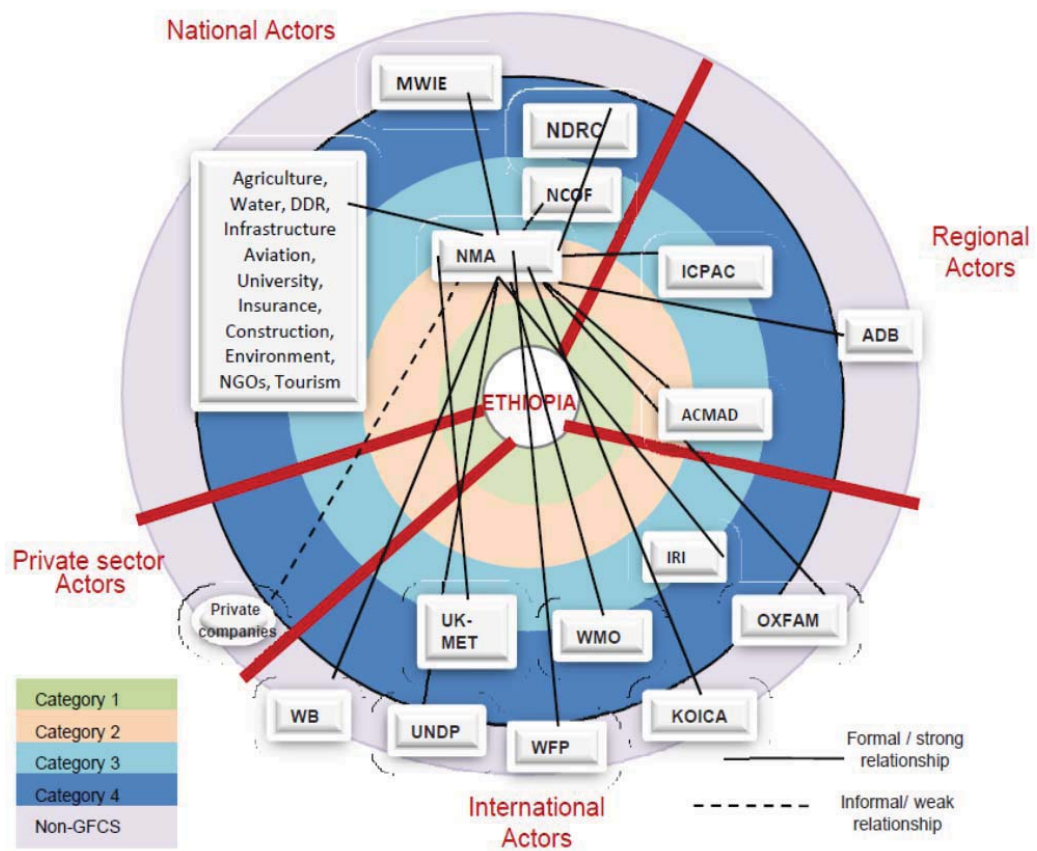 National Actors
MWIE
NDRC
NCOF
Agriculture,
Water, DDR,
Infrastructure
Aviation,
University,
Insurance,
Construction,
Environment,
NGOs, Tourism
NMA
Regional
Actors
ICPAC
ADB
ETHIOPIA
ACMAD
Private sector
Actors
IRI
Private
companies
UK-
MET
WMO
OXFAM
WB
UNDP
WFP
KOICA
International
Actors
Category 1
Category 2
Category 3
Category 4
Non-GFCS
Formal / strong
relationship
Informal/ weak
relationship